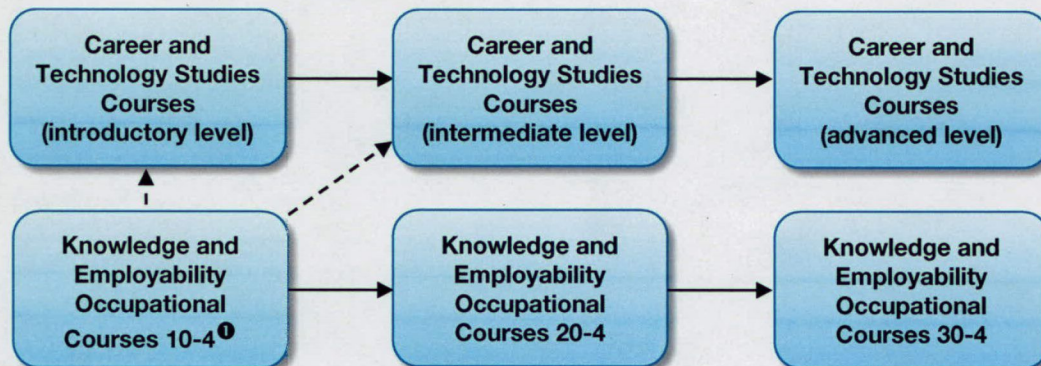 Career and
Technology Studies
Courses
(introductory level)
Career and
Technology Studies
Courses
(intermediate level)
Career and
Technology Studies
Courses
(advanced level)
Knowledge and
Employability
Occupational
Courses 10-4❶
Knowledge and
Employability
Occupational
Courses 20-4
Knowledge and
Employability
Occupational
Courses 30-4